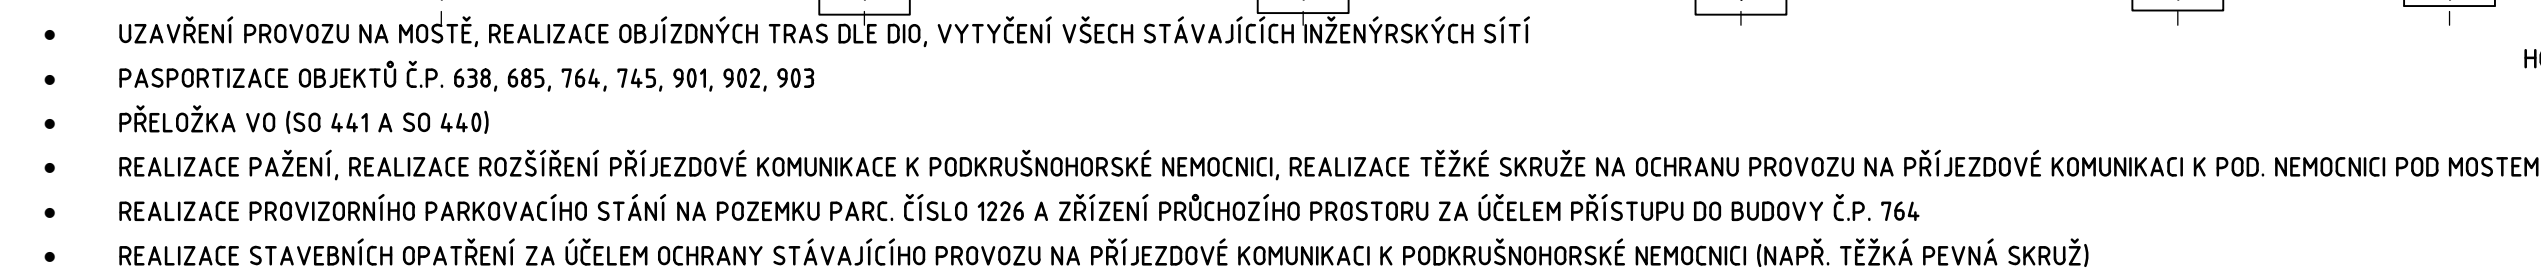 • UZAVŘENÍ PROVOZU NA MOSTĚ, REALIZACE OBJÍZDNÝCH TRAS DLE DIO, VYTYČENÍ VŠECH STÁVAJÍCÍCH INŽENÝRSKÝCH SÍTÍ
• PASPORTIZACE OBJEKTŮ Č.P. 638, 685, 764, 745, 901, 902, 903
• PŘELOŽKA VO (SO 441 A SO 440)
• REALIZACE PAŽENÍ, REALIZACE ROZŠÍŘENÍ PŘÍJEZDOVÉ KOMUNIKACE K PODKRUŠNOHORSKÉ NEMOCNICI, REALIZACE TĚŽKÉ SKRUŽE NA OCHRANU PROVOZU NA PŘÍJEZDOVÉ KOMUNIKACI K POD. NEMOCNICI POD MOSTEM
• REALIZACE PROVIZORNÍHO PARKOVACÍHO STÁNÍ NA POZEMKU PARC. ČÍSLO 1226 A ZŘÍZENÍ PRŮCHOZÍHO PROSTORU ZA ÚČELEM PŘÍSTUPU DO BUDOVY Č.P. 764
• REALIZACE STAVEBNÍCH OPATŘENÍ ZA ÚČELEM OCHRANY STÁVAJÍCÍHO PROVOZU NA PŘÍJEZDOVÉ KOMUNIKACI K PODKRUŠNOHORSKÉ NEMOCNICI (NAPŘ. TĚŽKÁ PEVNÁ SKRUŽ)